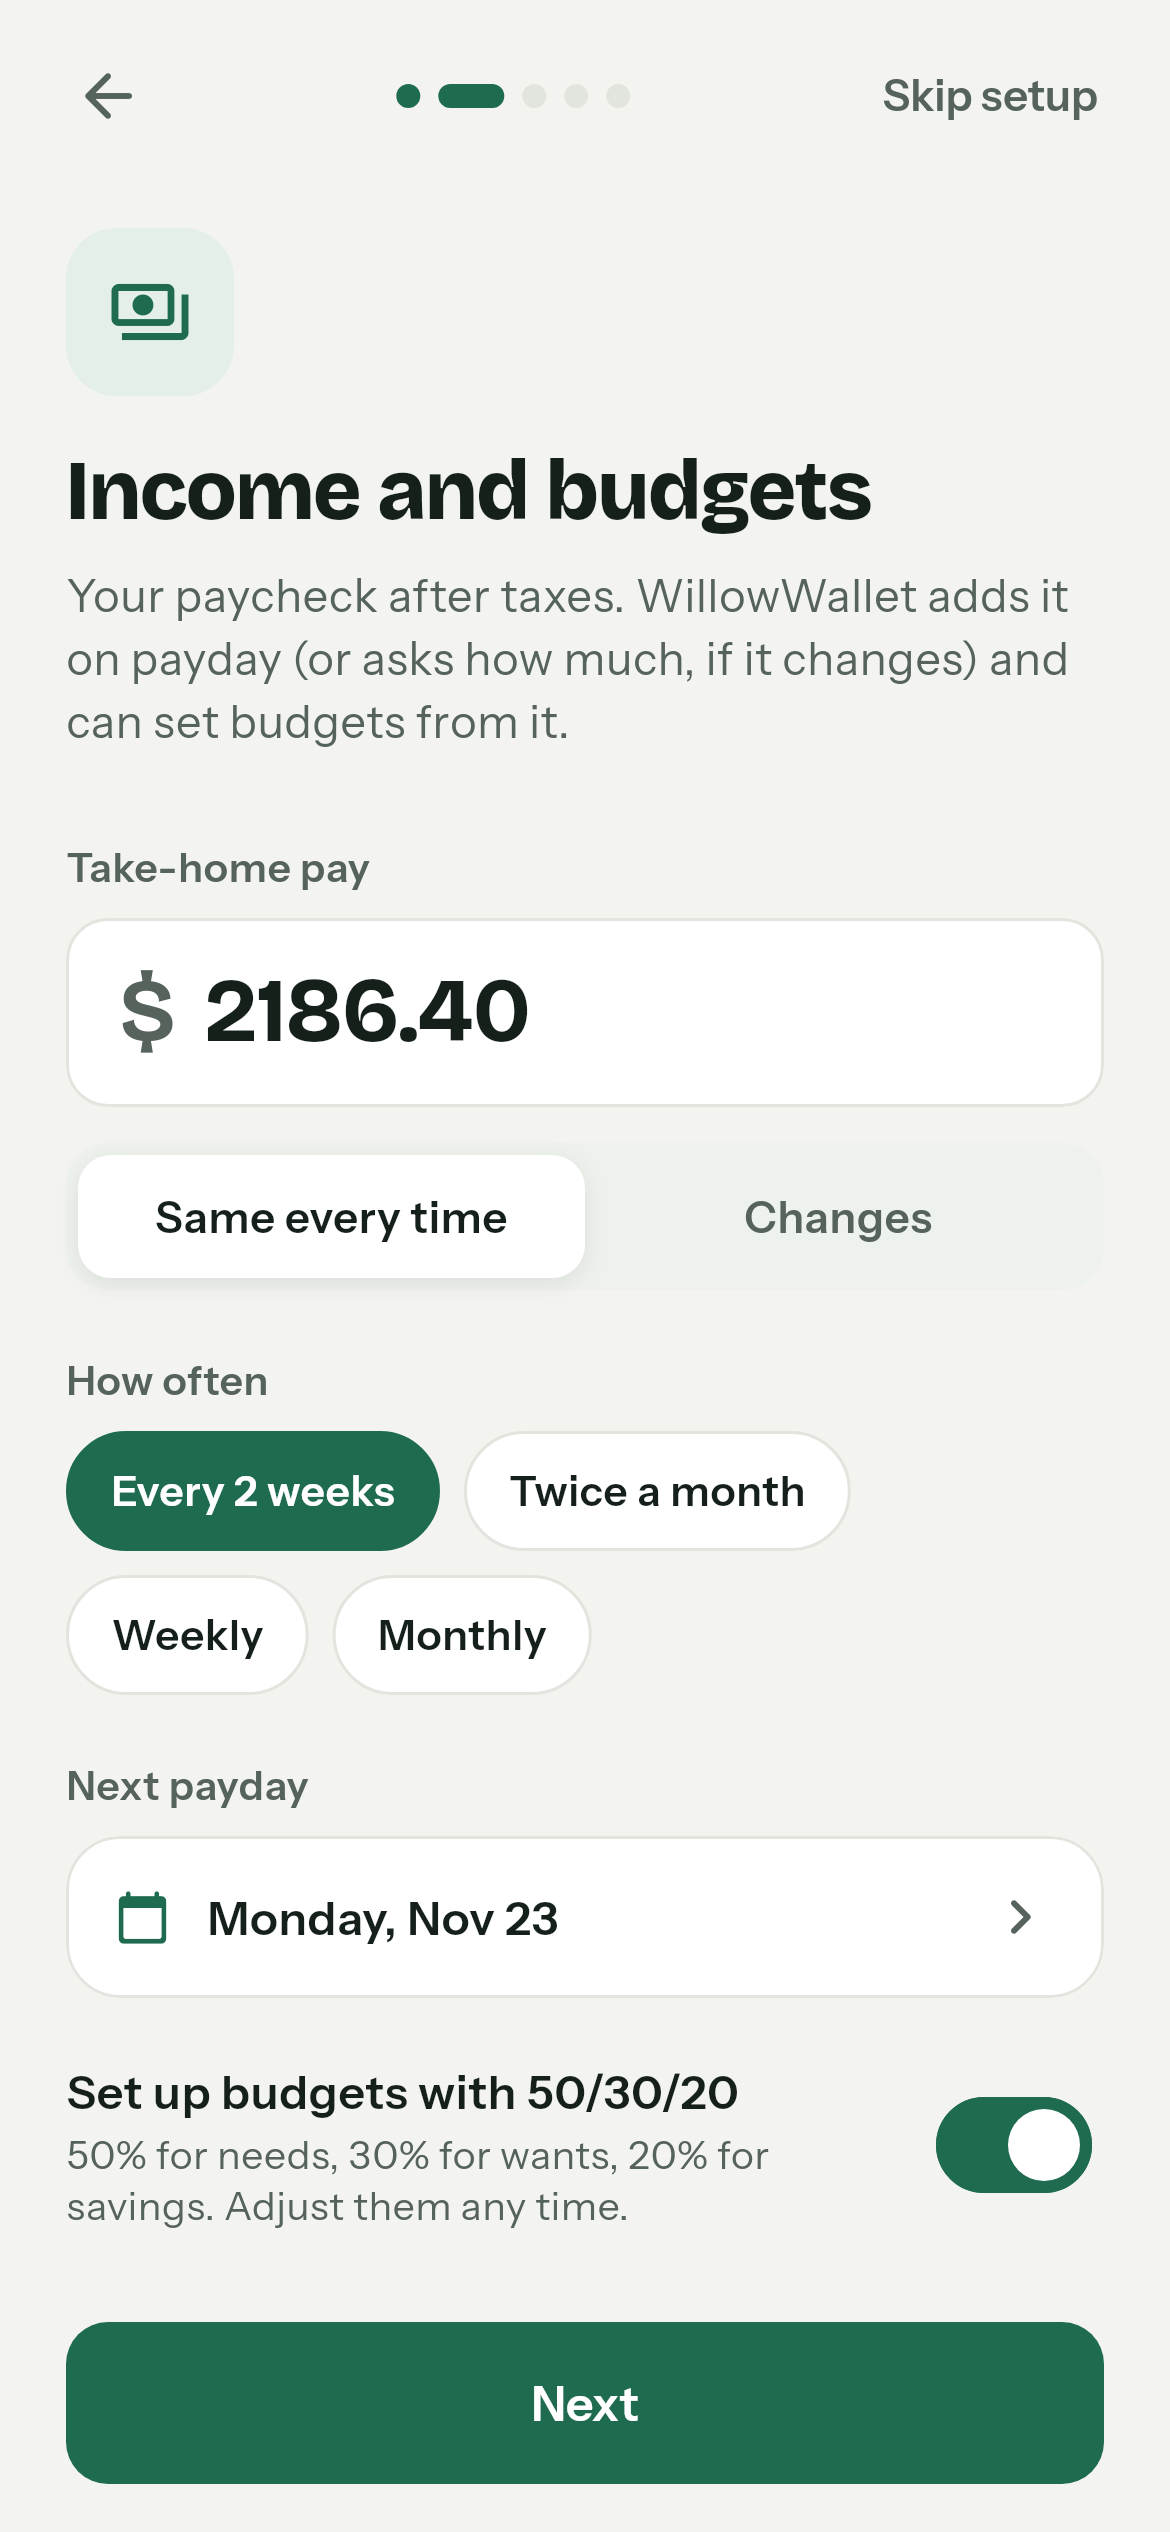 Skip setup
Income and budgets
Your paycheck after taxes. WillowWallet adds it
on payday (or asks how much, if it changes) and
can set budgets from it.
Take-home pay
$ 2186.40
Same every time
Changes
How often
Every 2 weeks
Twice a month
Weekly
Monthly
Next payday
Monday, Nov 23
Set up budgets with 50/30/20
50% for needs, 30% for wants, 20% for
savings. Adjust them any time.
Next